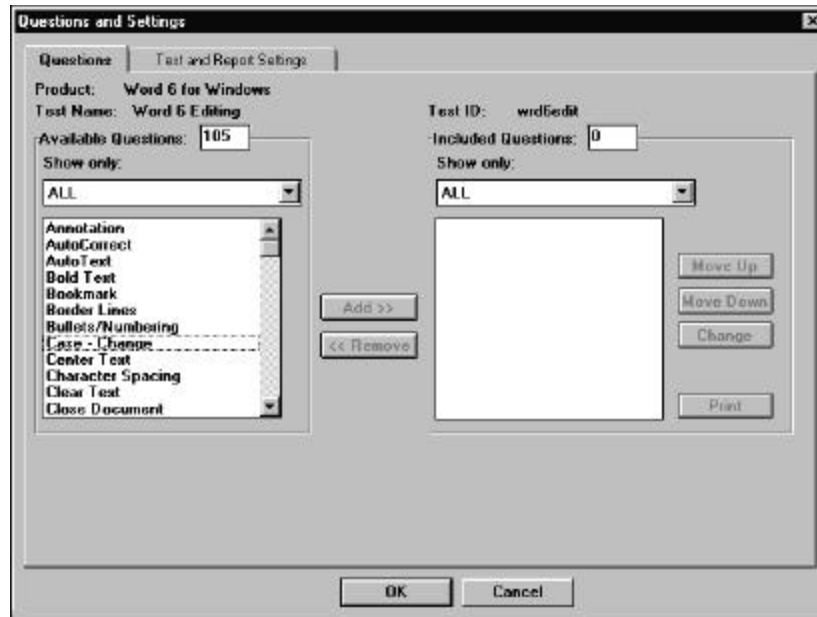 Questions and Settings
Questions
Test and Report Settings
Product: Word 6 for Windows
Test Name: Word 6 Editing
Test ID: wrd6edit
Available Questions: 105
Included Questions: 0
Show only:
Show only:
ALL
ALL
Annotation
AutoCorrect
AutoText
Bold Text
Bookmark
Border Lines
Bullets/Numbering
Case - Change
Center Text
Character Spacing
Clear Text
Close Document
Add >>
<< Remove
Move Up
Move Down
Change
Print
OK
Cancel